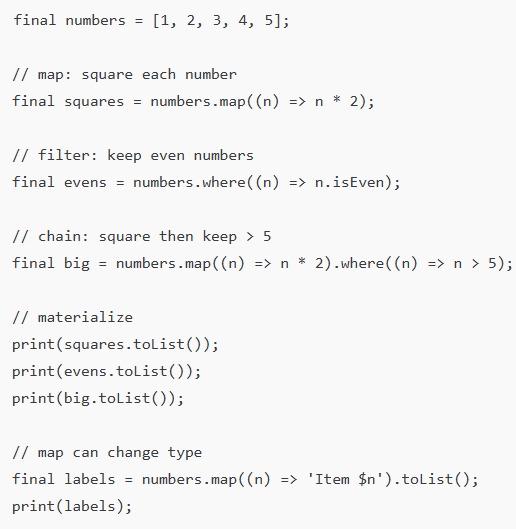 final numbers = [1, 2, 3, 4, 5];

// map: square each number
final squares = numbers.map((n) => n * 2);

// filter: keep even numbers
final evens = numbers.where((n) => n.isEven);

// chain: square then keep > 5
final big = numbers.map((n) => n * 2).where((n) => n > 5);

// materialize
print(squares.toList());
print(evens.toList());
print(big.toList());

// map can change type
final labels = numbers.map((n) => 'Item $n').toList();
print(labels);